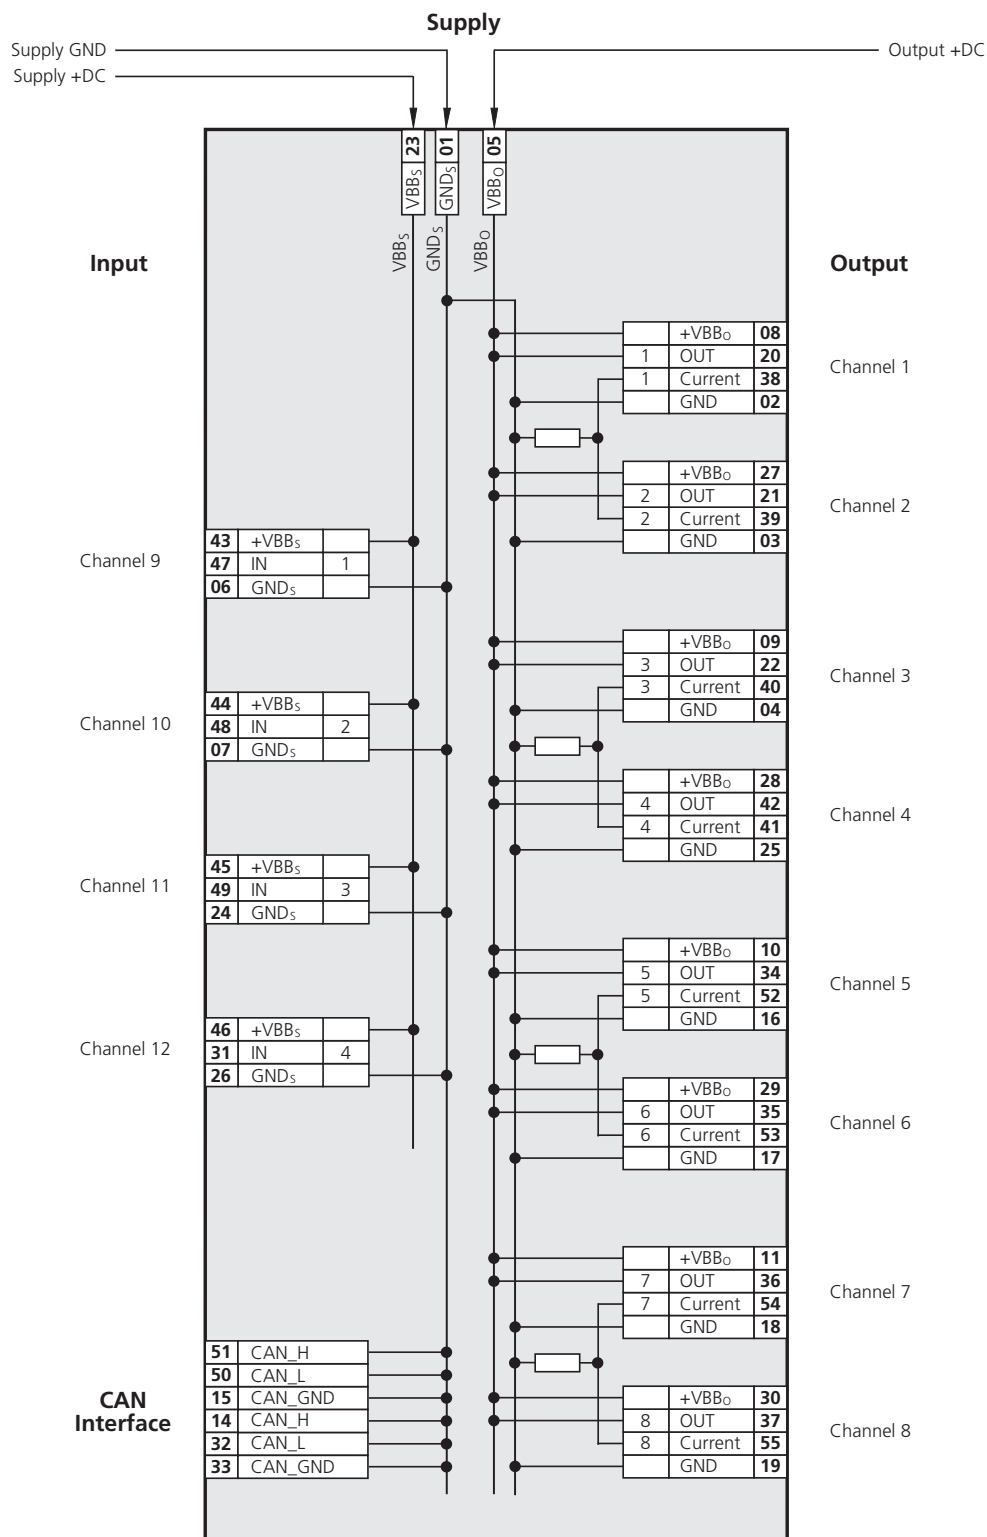 Supply
Supply GND
Output +DC
Supply +DC
23
01
05
VBBS
GNDS
VBBO
VBBS
GNDS
VBBO
Input
Output
+VBBO 08
1 OUT 20
1 Current 38
GND 02
Channel 1
+VBBO 27
2 OUT 21
2 Current 39
GND 03
Channel 2
Channel 9
43 +VBBS
47 IN 1
06 GNDS
+VBBO 09
3 OUT 22
3 Current 40
GND 04
Channel 3
Channel 10
44 +VBBS
48 IN 2
07 GNDS
+VBBO 28
4 OUT 42
4 Current 41
GND 25
Channel 4
Channel 11
45 +VBBS
49 IN 3
24 GNDS
+VBBO 10
5 OUT 34
5 Current 52
GND 16
Channel 5
Channel 12
46 +VBBS
31 IN 4
26 GNDS
+VBBO 29
6 OUT 35
6 Current 53
GND 17
Channel 6
+VBBO 11
7 OUT 36
7 Current 54
GND 18
Channel 7
CAN
Interface
51 CAN_H
50 CAN_L
15 CAN_GND
14 CAN_H
32 CAN_L
33 CAN_GND
+VBBO 30
8 OUT 37
8 Current 55
GND 19
Channel 8